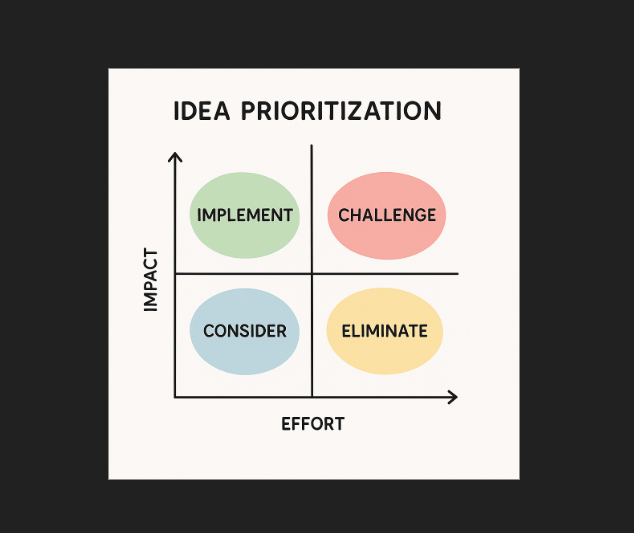 IDEA PRIORITIZATION
IMPLEMENT
CHALLENGE
IMPACT
CONSIDER
ELIMINATE
EFFORT